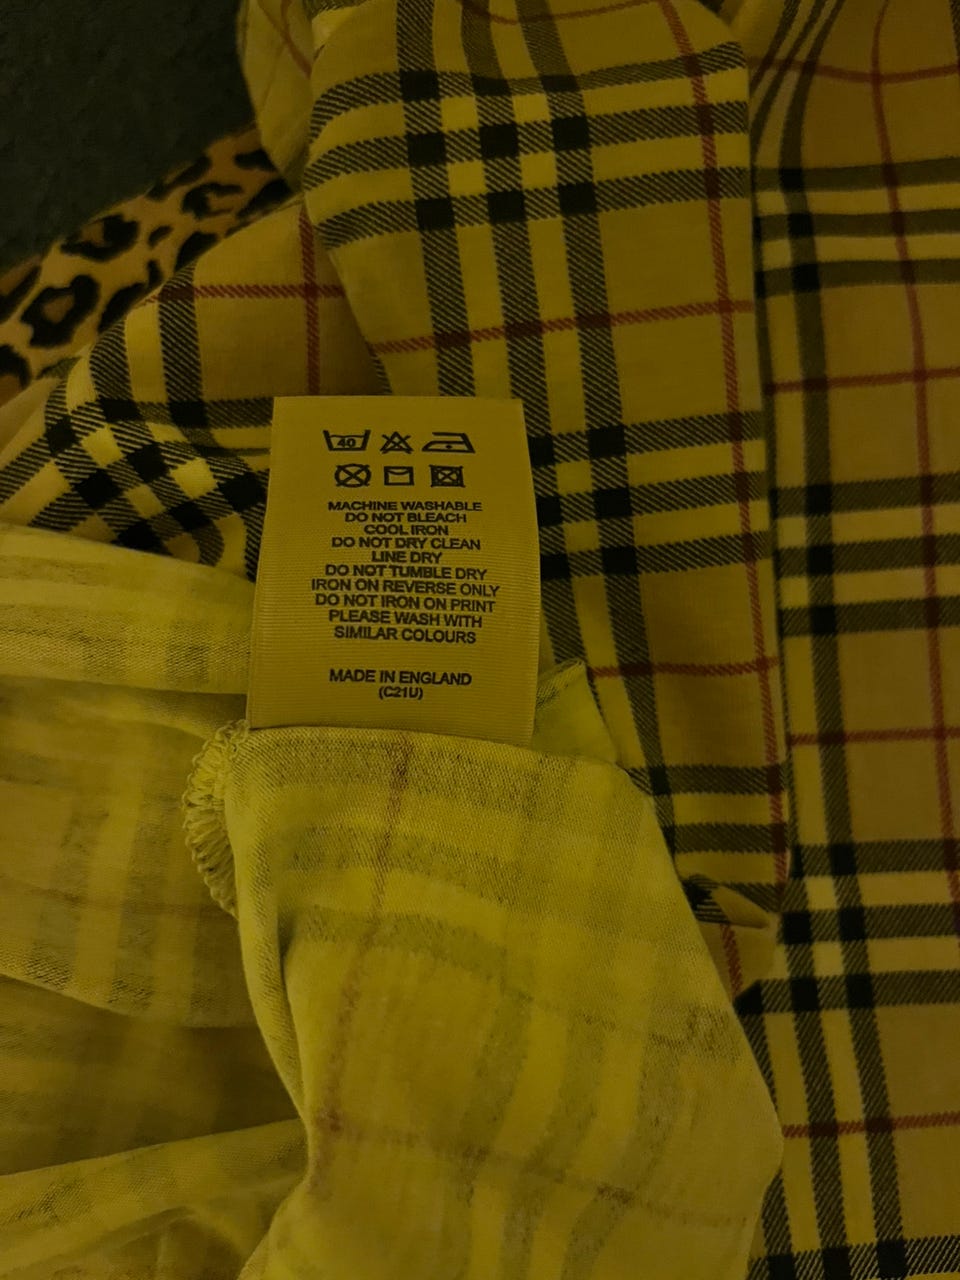 40
MACHINE WASHABLE
DO NOT BLEACH
COOL IRON
DO NOT DRY CLEAN
LINE DRY
DO NOT TUMBLE DRY
IRON ON REVERSE ONLY
DO NOT IRON ON PRINT
PLEASE WASH WITH
SIMILAR COLOURS
MADE IN ENGLAND
(C21U)